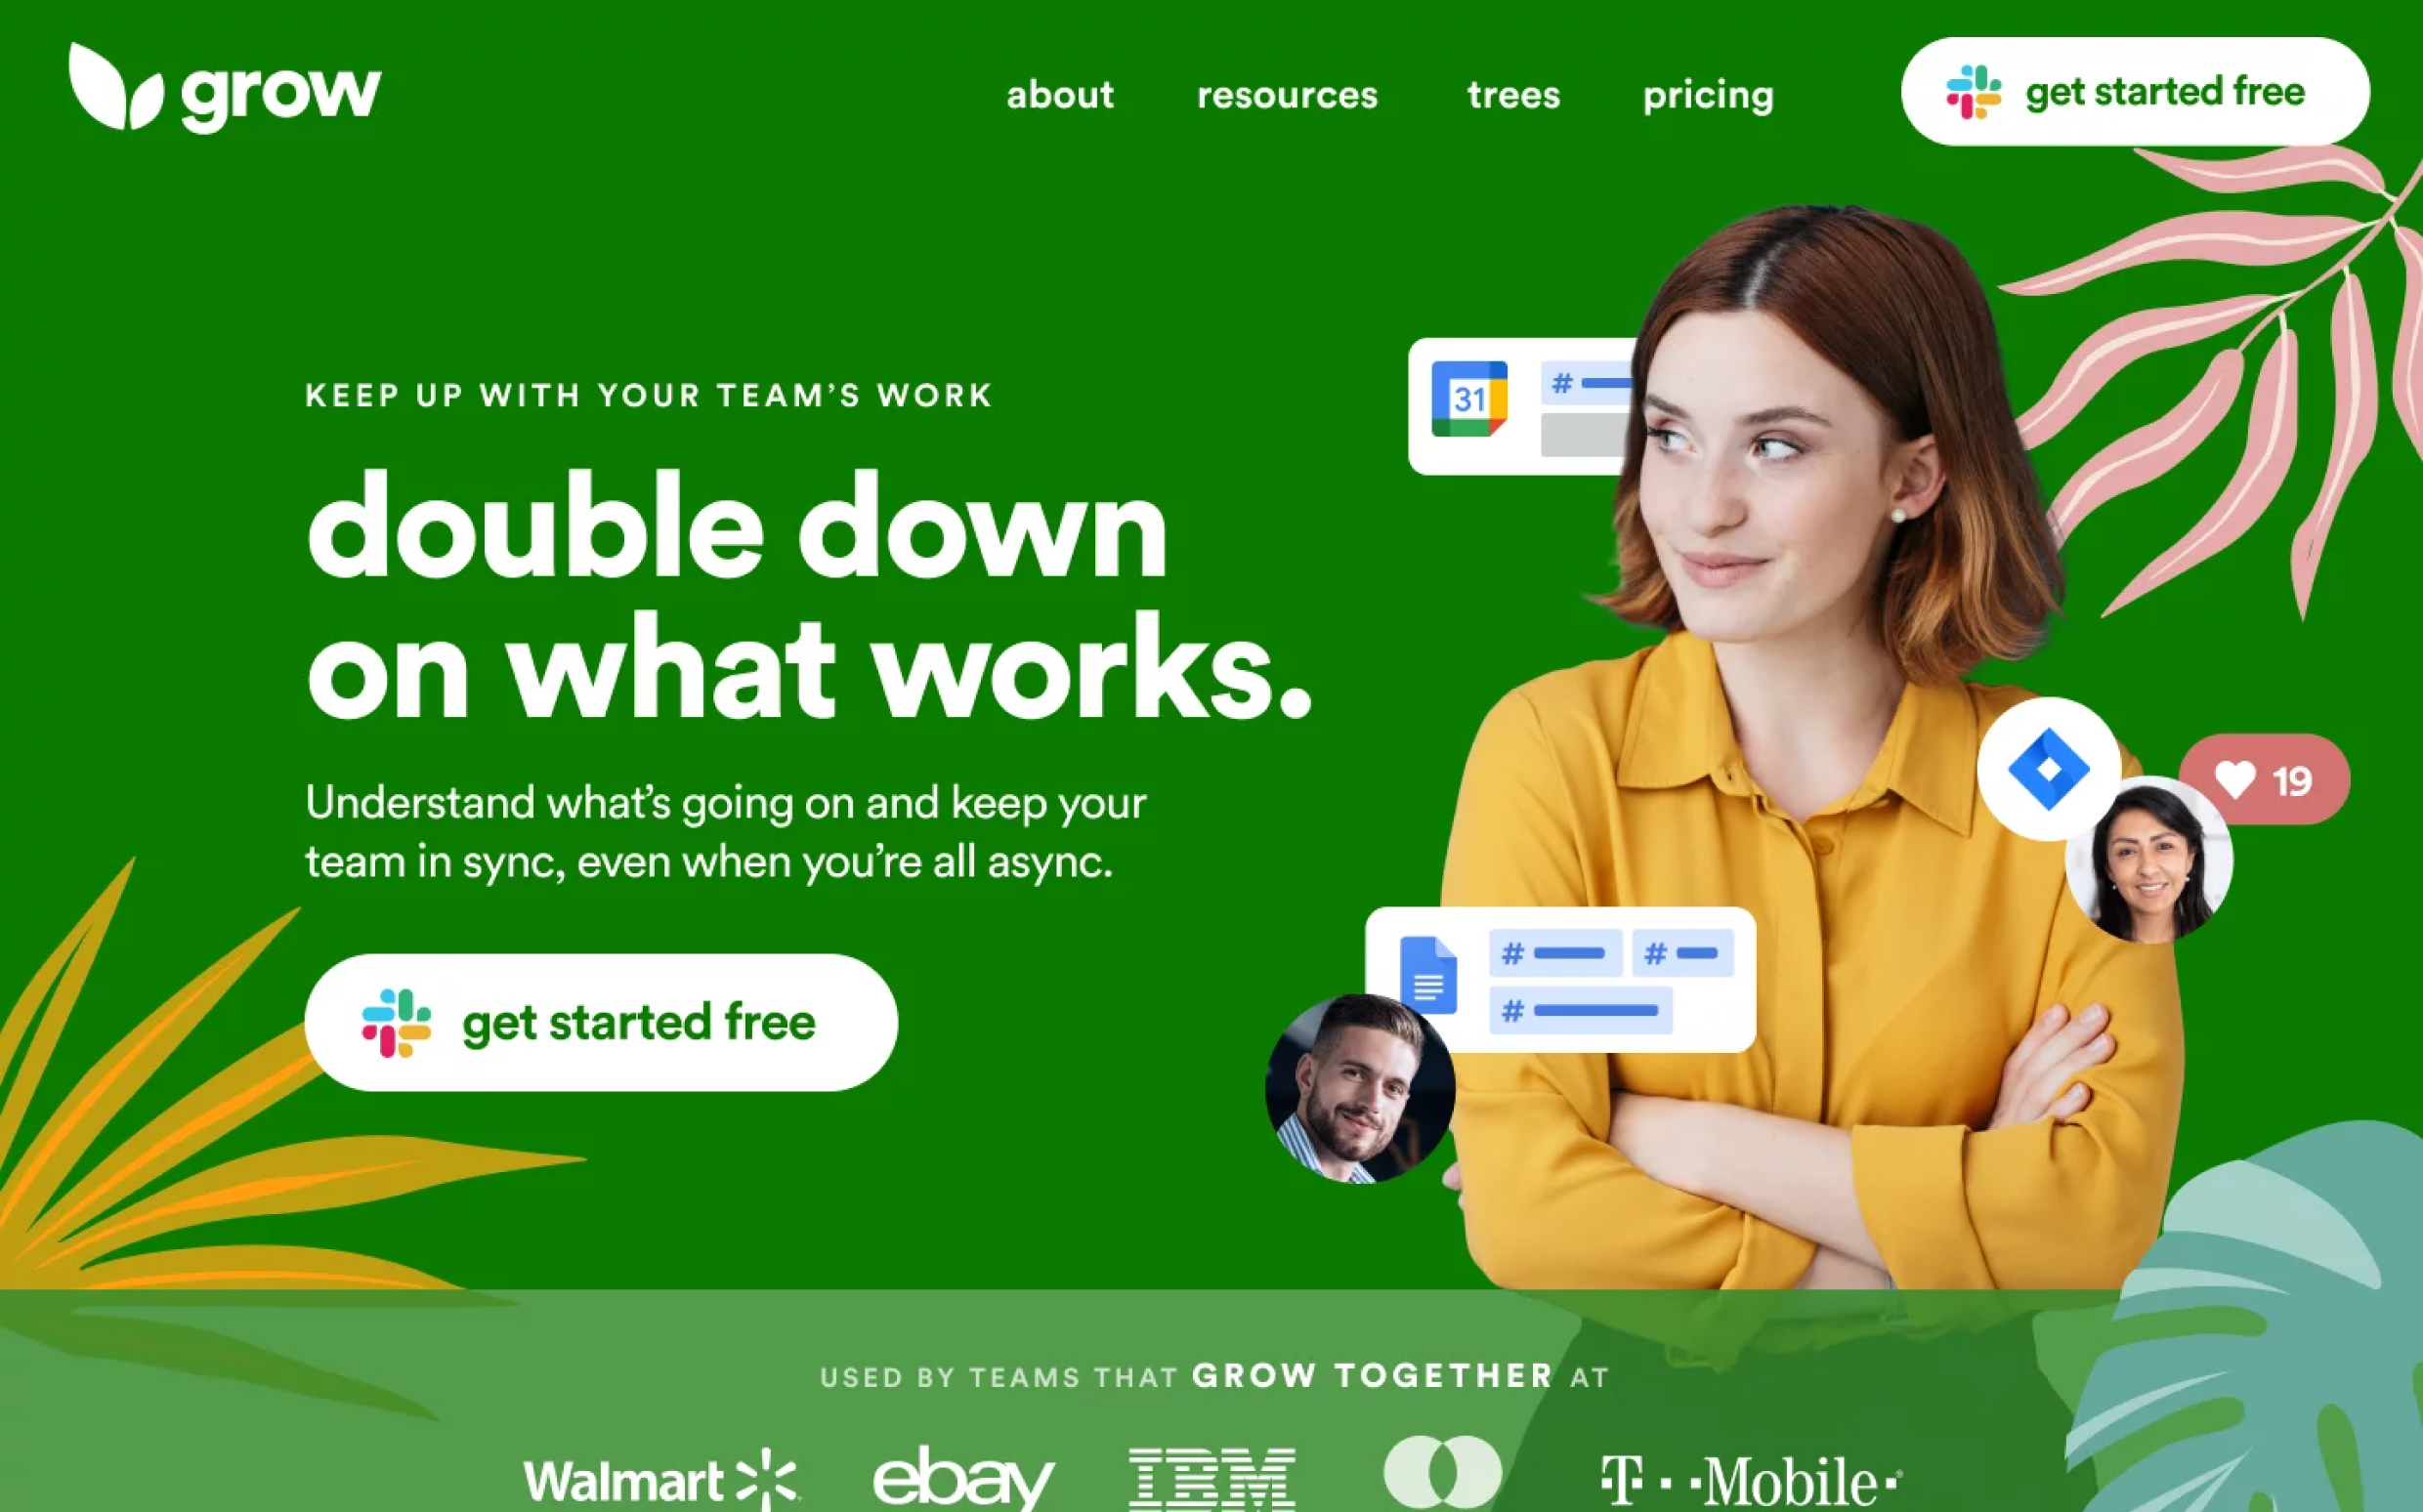 grow
about
resources
trees
pricing
get started free
KEEP UP WITH YOUR TEAM’S WORK
double down
on what works.
Understand what’s going on and keep your
team in sync, even when you’re all async.
get started free
31
#
19
# #
#
USED BY TEAMS THAT GROW TOGETHER AT
Walmart
ebay
IBM
T··Mobile·